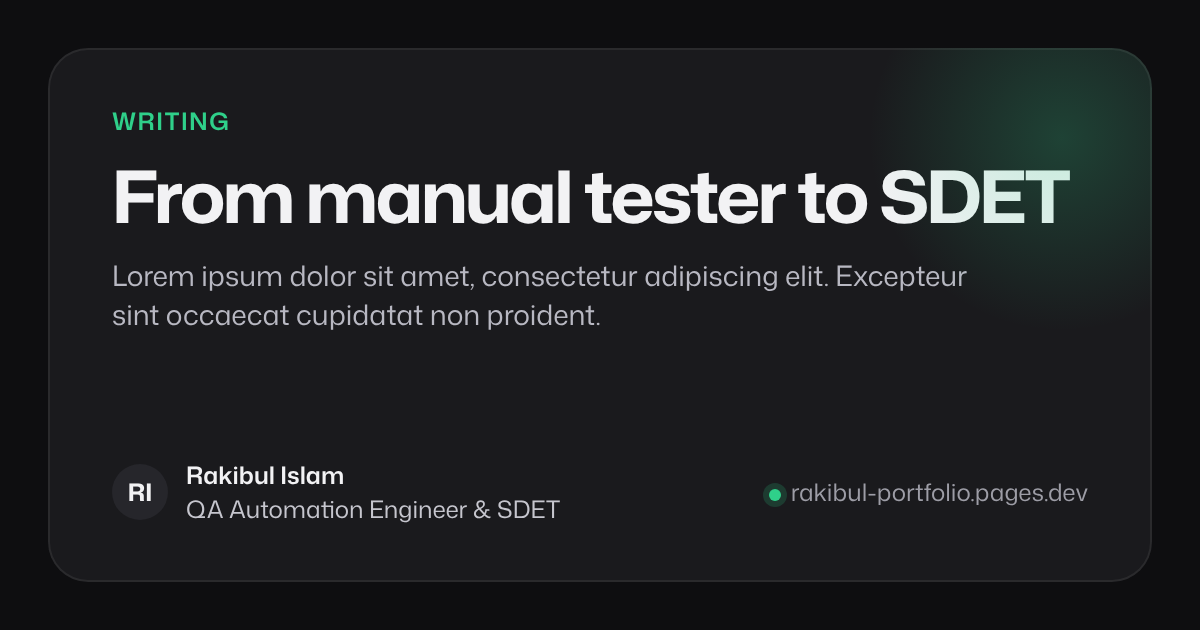 WRITING
From manual tester to SDET
Lorem ipsum dolor sit amet, consectetur adipiscing elit. Excepteur
sint occaecat cupidatat non proident.
RI
Rakibul Islam
QA Automation Engineer & SDET
rakibul-portfolio.pages.dev